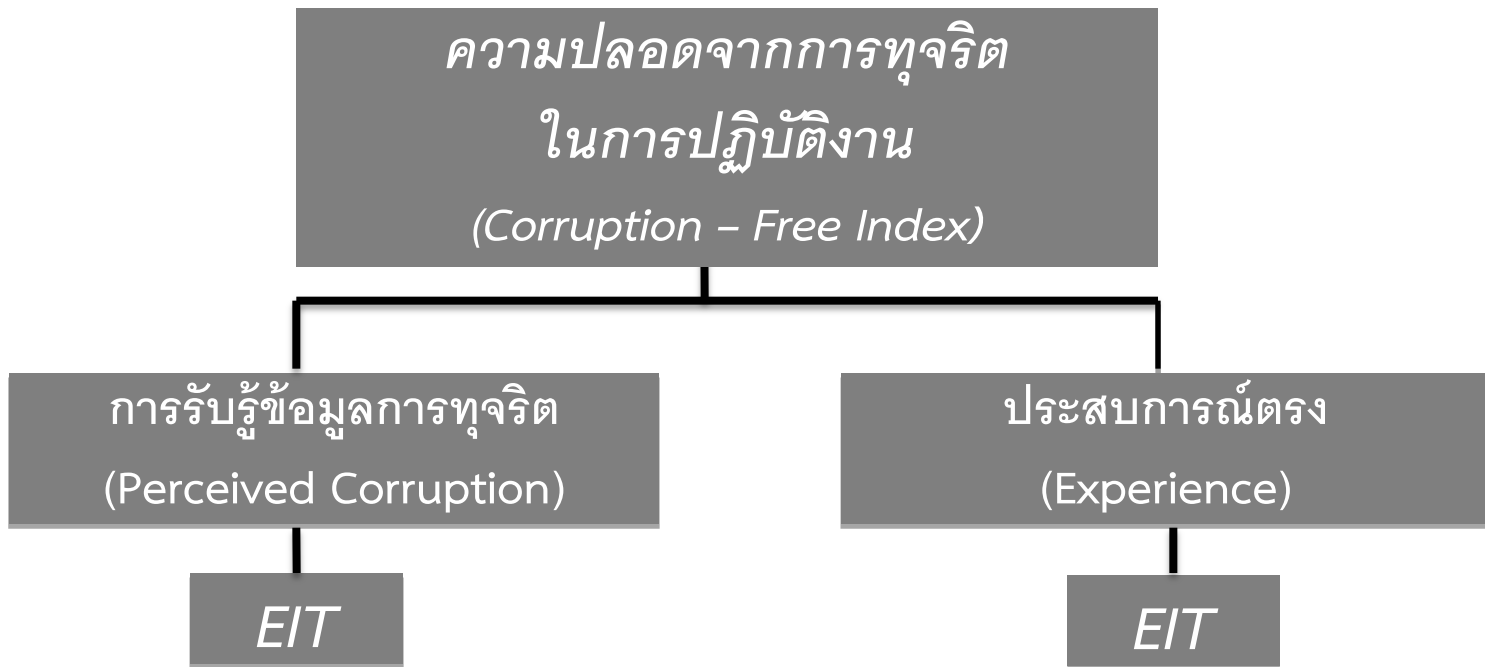 ความปลอดจากการทุจริต
ในการปฏิบัติงาน
(Corruption – Free Index)
การรับรู้ข้อมูลการทุจริต
(Perceived Corruption)
ประสบการณ์ตรง
(Experience)
EIT
EIT